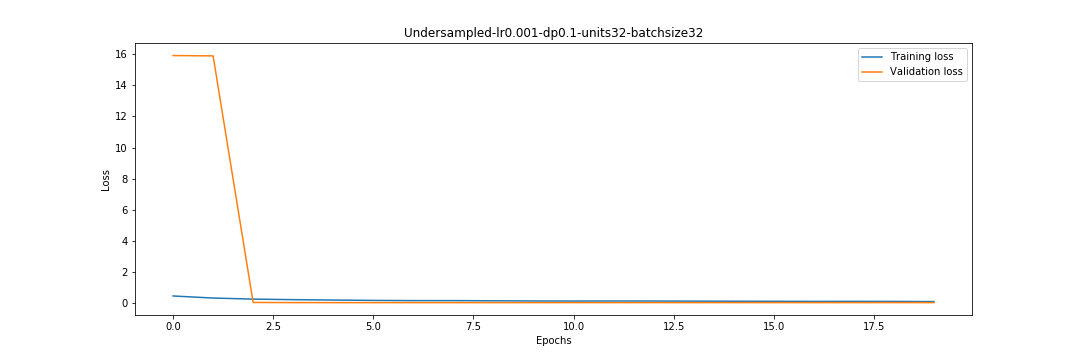 Undersampled-lr0.001-dp0.1-units32-batchsize32
Training loss
Validation loss
Loss
16
14
12
10
8
6
4
2
0
0.0 2.5 5.0 7.5 10.0 12.5 15.0 17.5
Epochs